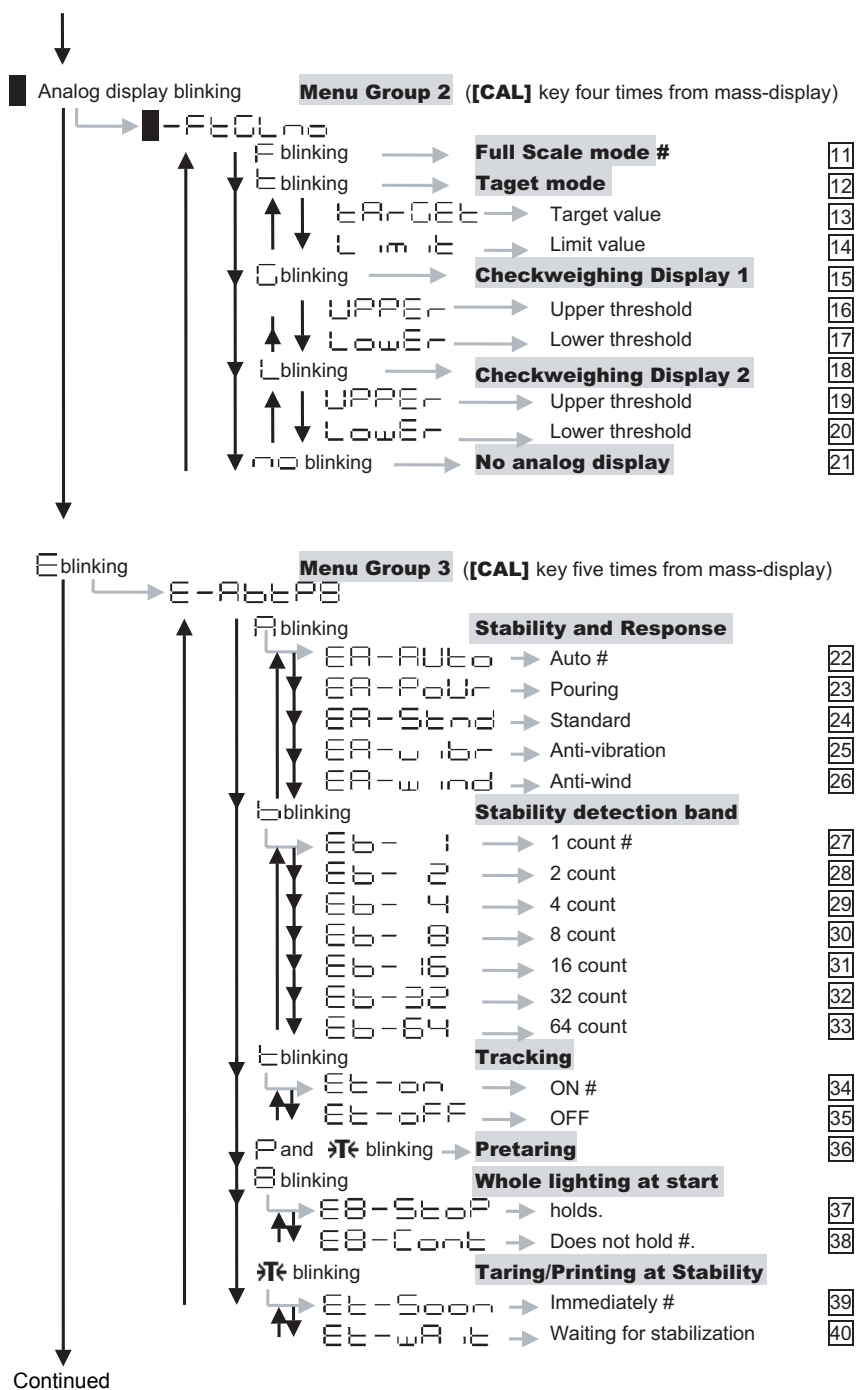 Analog display blinking Menu Group 2 ([CAL] key four times from mass-display)
-FtGLno
F blinking Full Scale mode # 11
t blinking Taget mode 12
tArGEt Target value 13
Limit Limit value 14
G blinking Checkweighing Display 1 15
UPPEr Upper threshold 16
LowEr Lower threshold 17
L blinking Checkweighing Display 2 18
UPPEr Upper threshold 19
LowEr Lower threshold 20
no blinking No analog display 21
E blinking Menu Group 3 ([CAL] key five times from mass-display)
E-AbtP8
A blinking Stability and Response
EA-AUto Auto # 22
EA-PoUr Pouring 23
EA-Stnd Standard 24
EA-vibr Anti-vibration 25
EA-wind Anti-wind 26
b blinking Stability detection band
Eb- 1 1 count # 27
Eb- 2 2 count 28
Eb- 4 4 count 29
Eb- 8 8 count 30
Eb- 16 16 count 31
Eb-32 32 count 32
Eb-64 64 count 33
t blinking Tracking
Et-on ON # 34
Et-oFF OFF 35
P and →T← blinking Pretaring 36
8 blinking Whole lighting at start
E8-StoP holds. 37
E8-Cont Does not hold #. 38
→T← blinking Taring/Printing at Stability
Et-Soon Immediately # 39
Et-wAit Waiting for stabilization 40
Continued